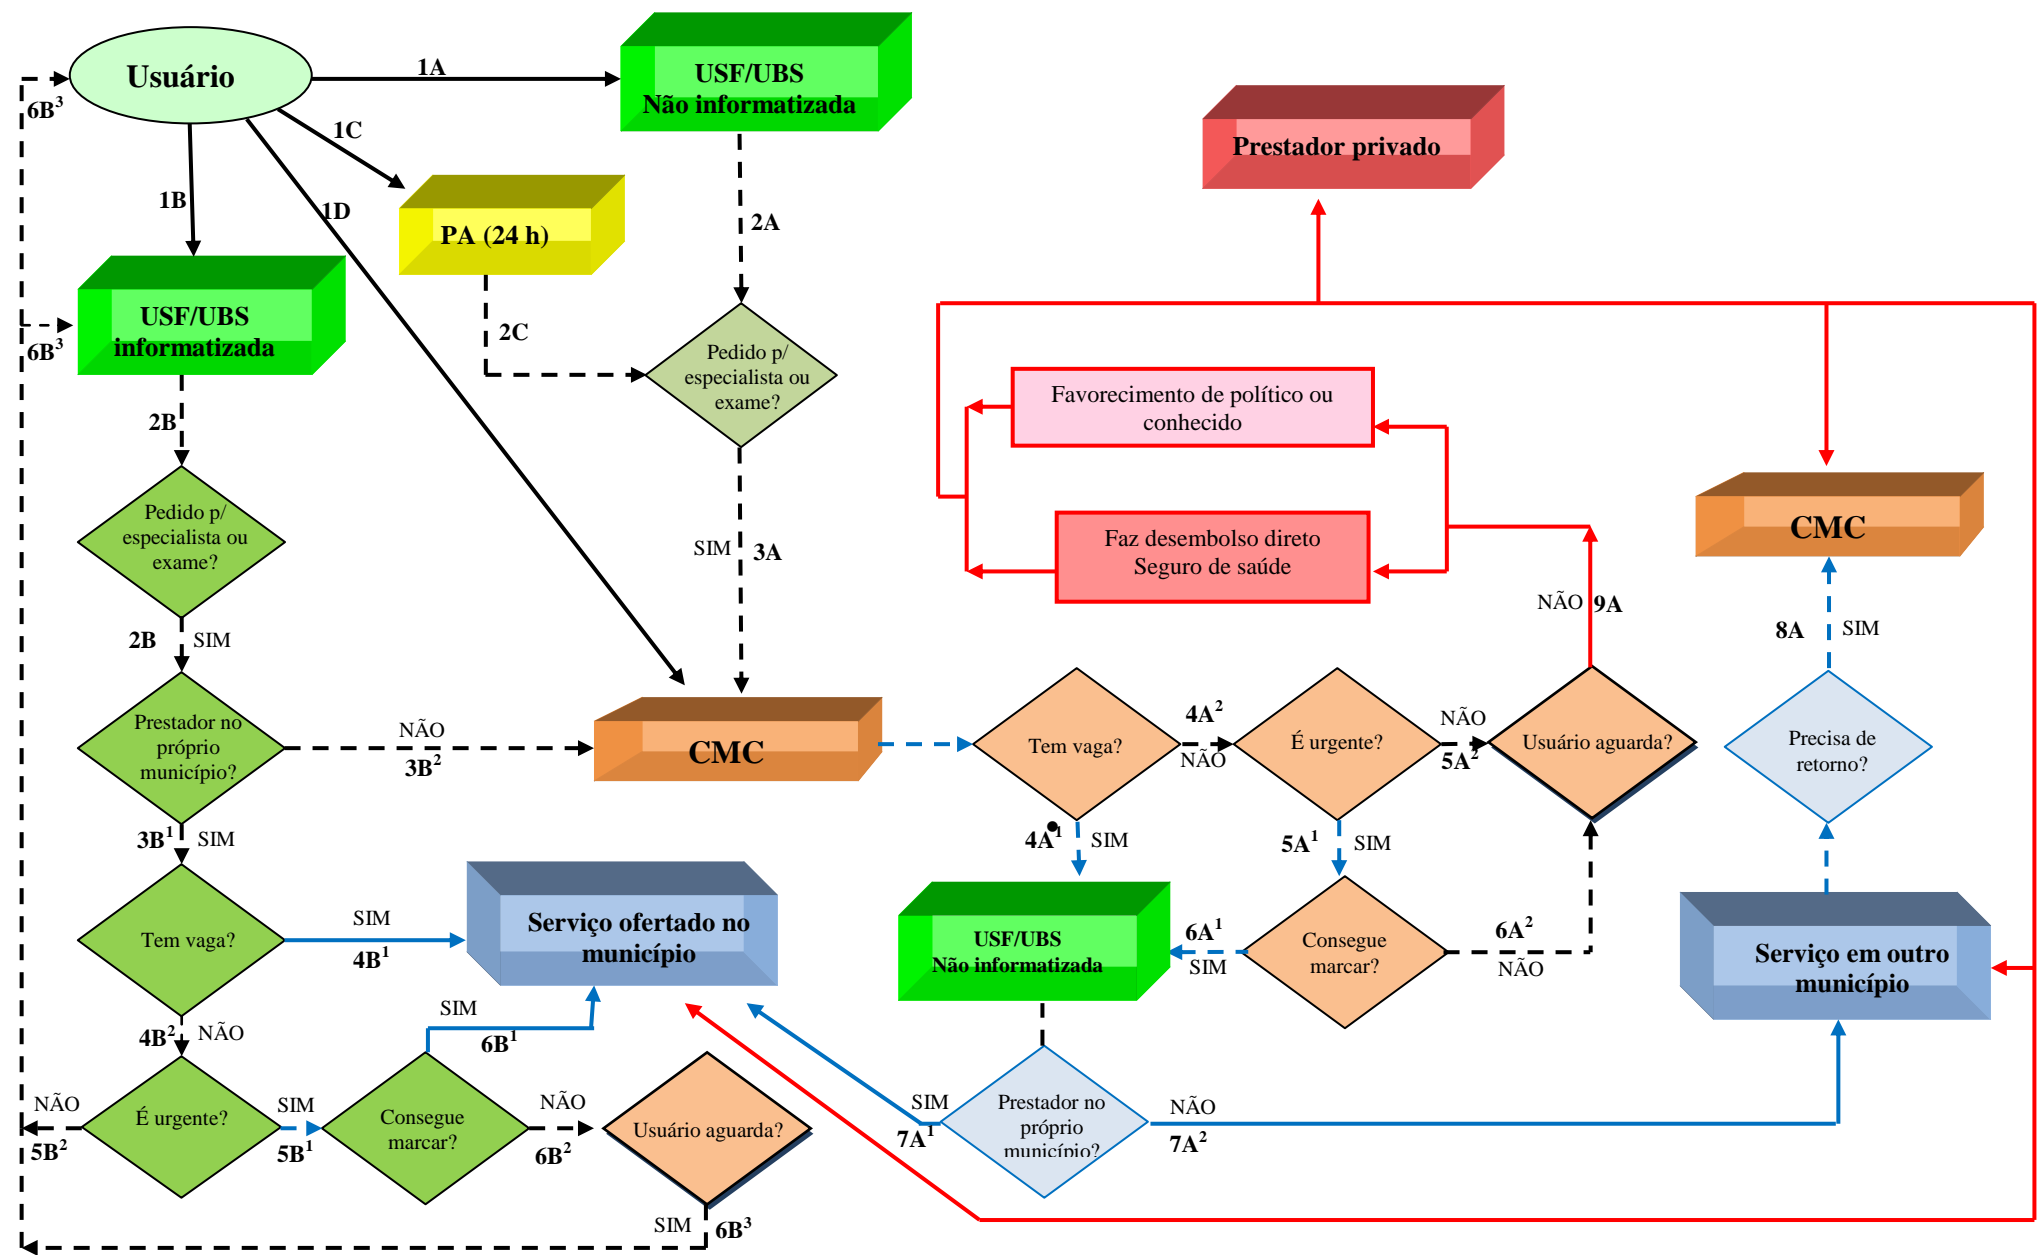 Usuário
1A
USF/UBS
Não informatizada
6B³
1C
1B
1D
PA (24 h)
2A
Prestador privado
USF/UBS
informatizada
6B³
2C
Pedido p/
especialista ou
exame?
Favorecimento de político ou
conhecido
2B
Pedido p/
especialista ou
exame?
SIM
3A
Faz desembolso direto
Seguro de saúde
CMC
NÃO
9A
8A
SIM
2B
SIM
Prestador no
próprio
município?
NÃO
3B²
CMC
Tem vaga?
4A²
NÃO
É urgente?
NÃO
5A²
Usuário aguarda?
Precisa de
retorno?
3B¹
SIM
4A¹
SIM
5A¹
SIM
Tem vaga?
SIM
4B¹
Serviço ofertado no
município
USF/UBS
Não informatizada
6A¹
SIM
Consegue
marcar?
6A²
NÃO
Serviço em outro
município
4B²
NÃO
SIM
6B¹
É urgente?
NÃO
5B²
SIM
5B¹
Consegue
marcar?
NÃO
6B²
Usuário aguarda?
SIM
7A¹
Prestador no
próprio
município?
NÃO
7A²
SIM
6B³